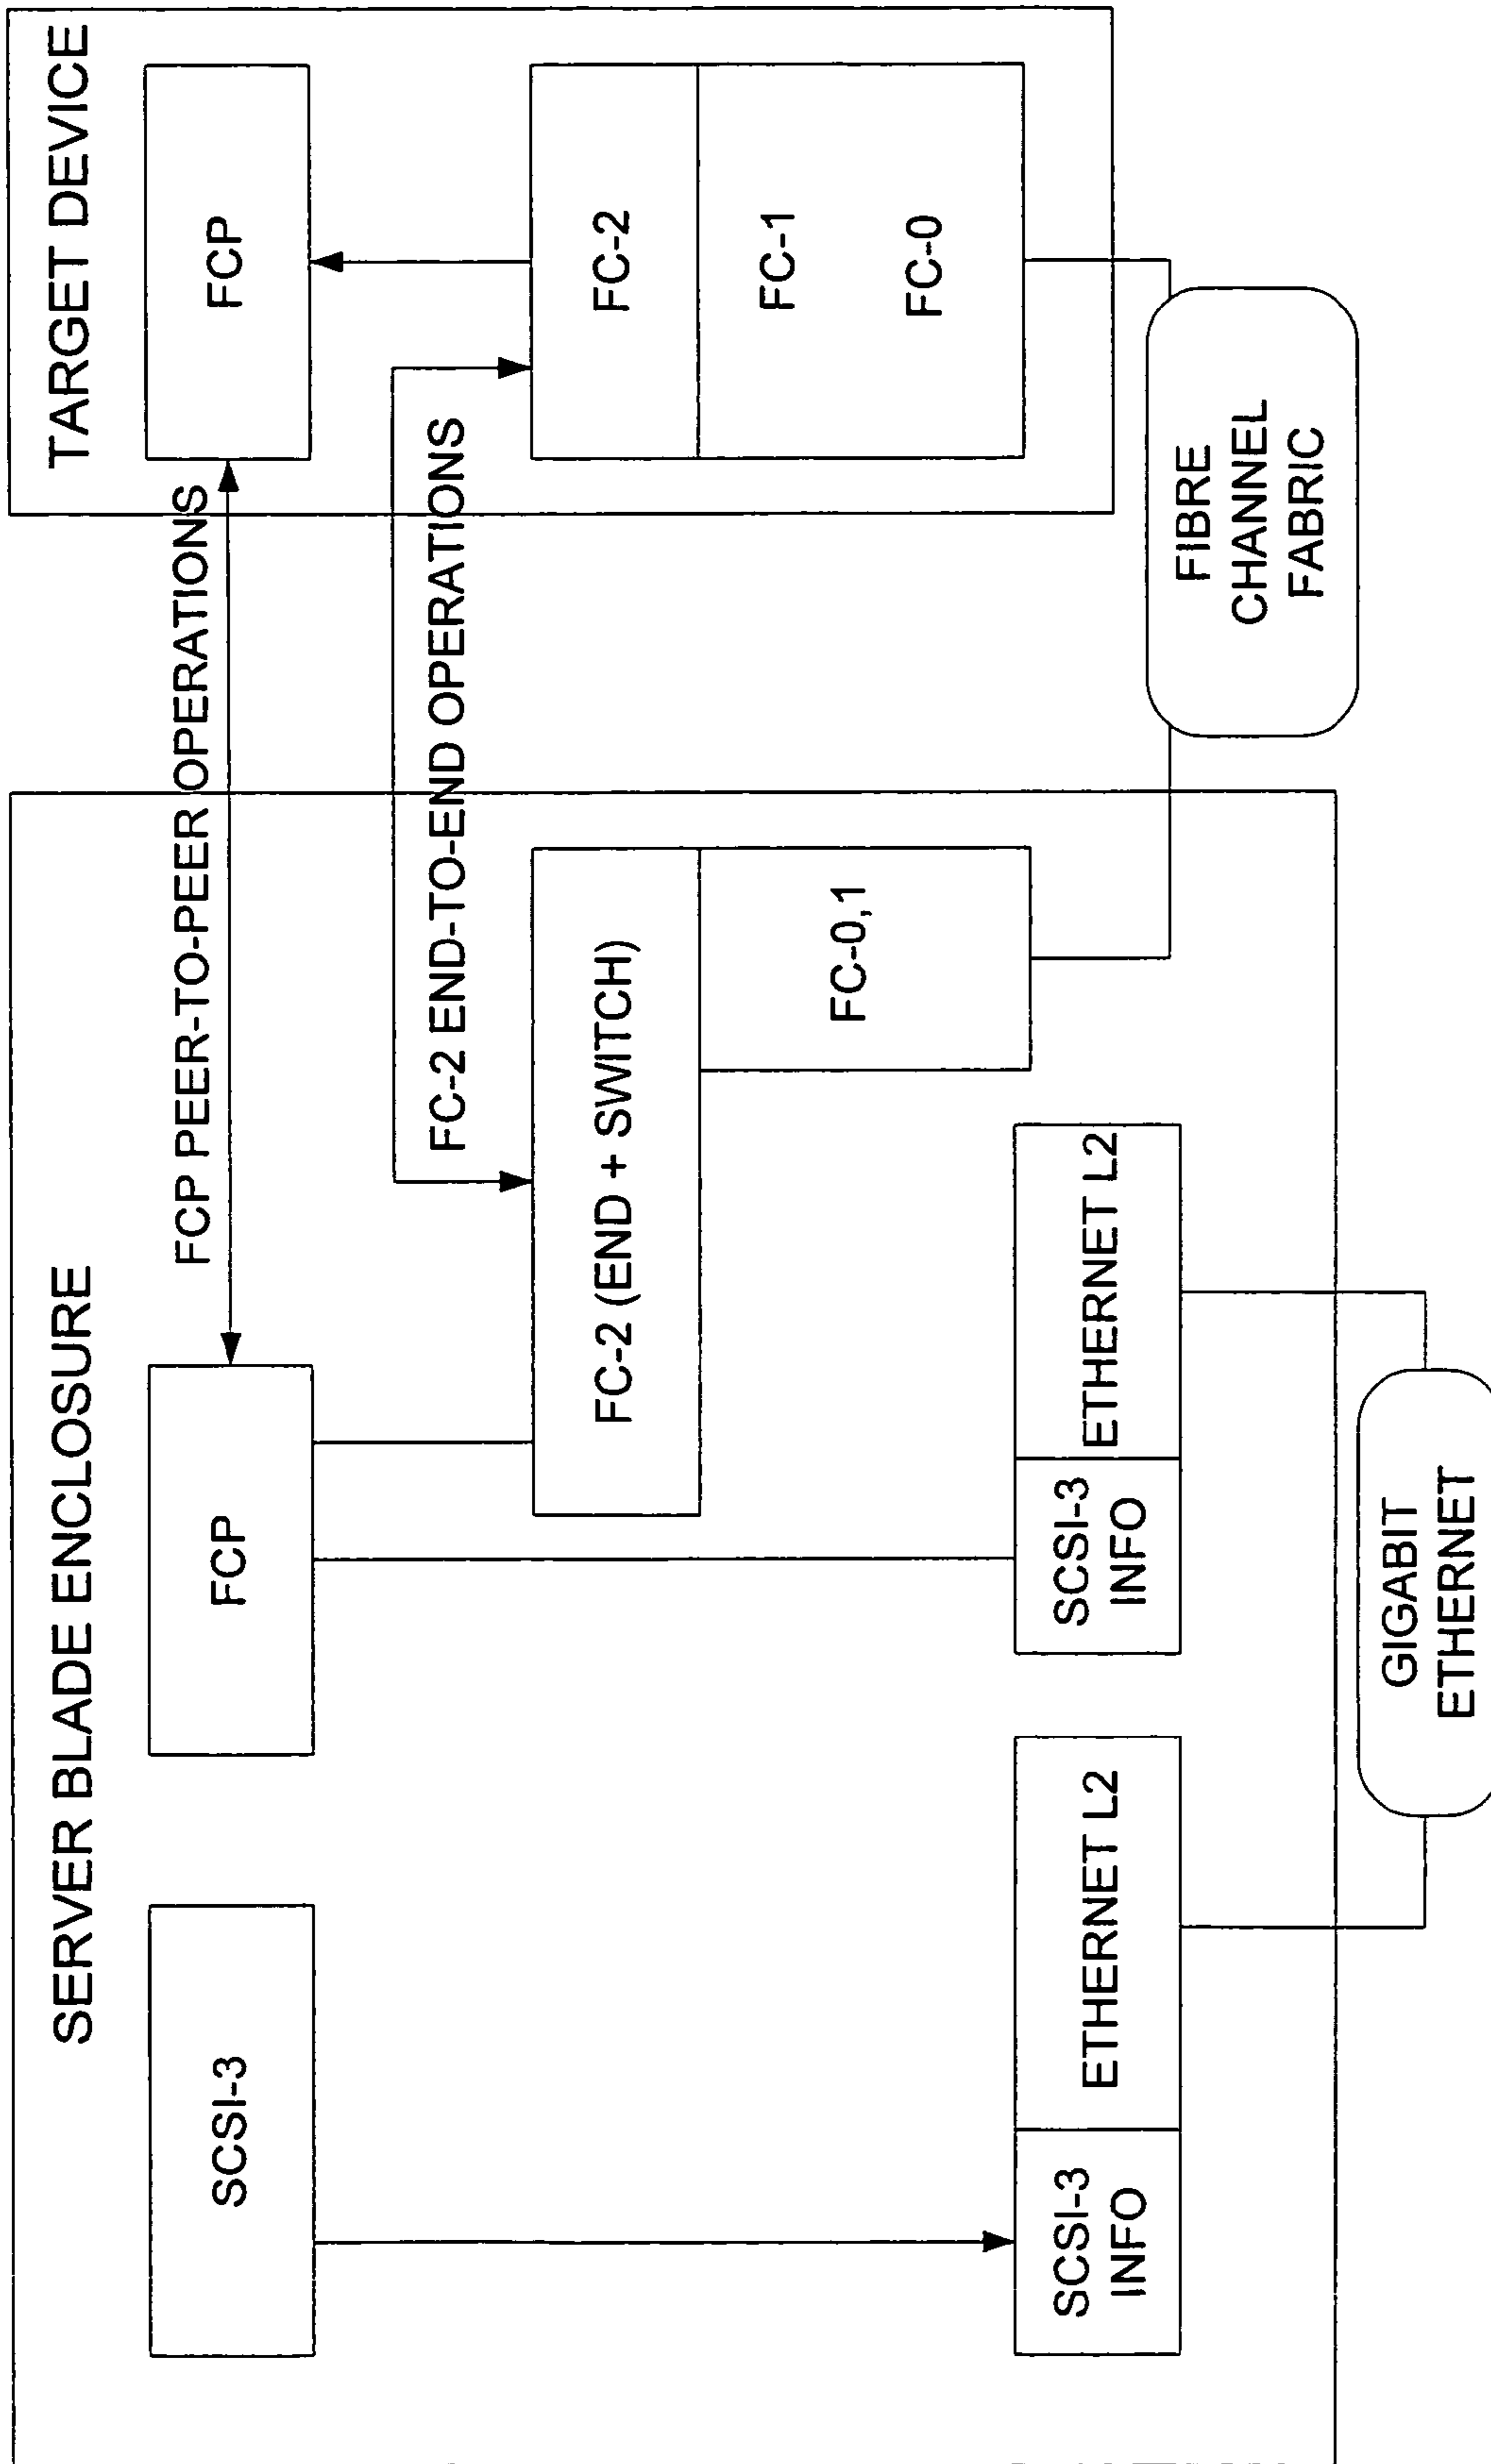 SERVER BLADE ENCLOSURE
TARGET DEVICE
SCSI-3
FCP
FCP PEER-TO-PEER OPERATIONS
FCP
FC-2 END-TO-END OPERATIONS
FC-2 (END + SWITCH)
FC-0,1
FC-2
FC-1
FC-0
SCSI-3
INFO
ETHERNET L2
SCSI-3
INFO
ETHERNET L2
FIBRE
CHANNEL
FABRIC
GIGABIT
ETHERNET